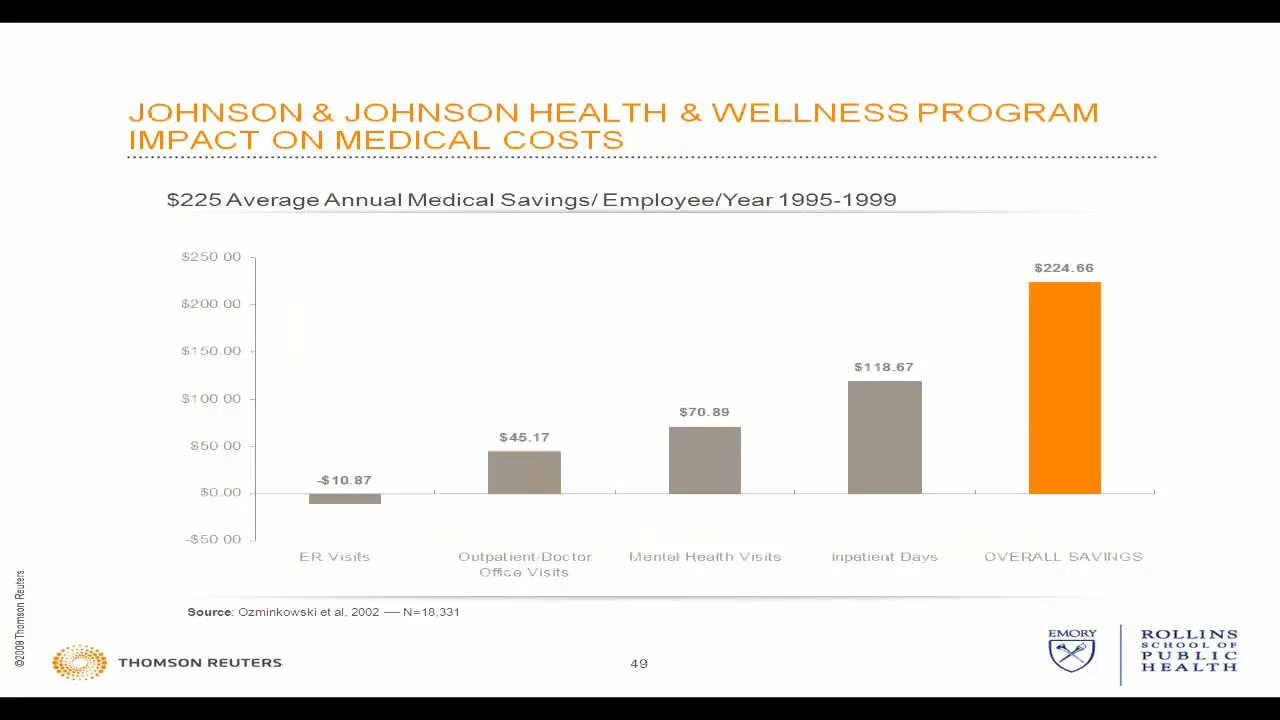 JOHNSON & JOHNSON HEALTH & WELLNESS PROGRAM
IMPACT ON MEDICAL COSTS
$225 Average Annual Medical Savings/ Employee/Year 1995-1999
$250.00
$200.00
$150.00
$100.00
$50.00
$0.00
-$50.00
-$10.87
$45.17
$70.89
$118.67
$224.66
ER Visits
Outpatient/Doctor
Office Visits
Mental Health Visits
Inpatient Days
OVERALL SAVINGS
Source: Ozminkowski et al, 2002 — N=18,331
©2009 Thomson Reuters
THOMSON REUTERS
49
EMORY
ROLLINS
SCHOOL OF
PUBLIC
HEALTH